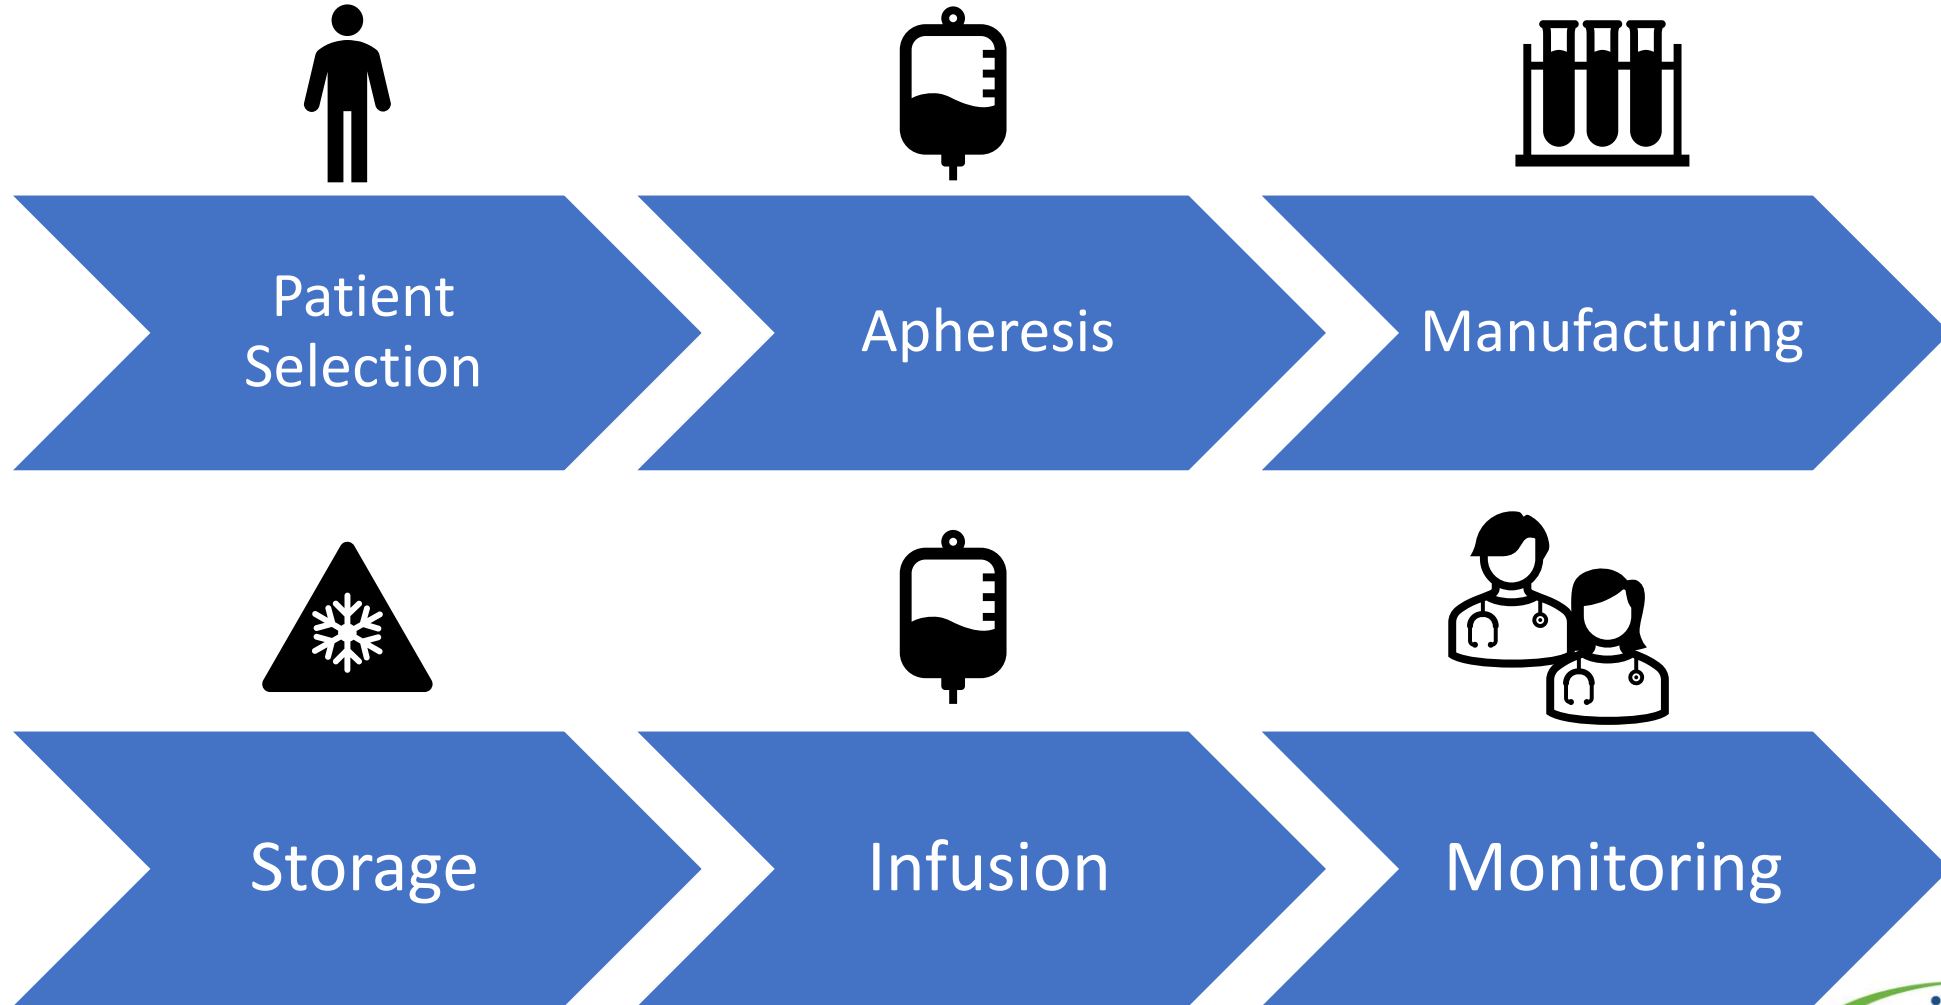 Patient
Selection
Apheresis
Manufacturing
Storage
Infusion
Monitoring